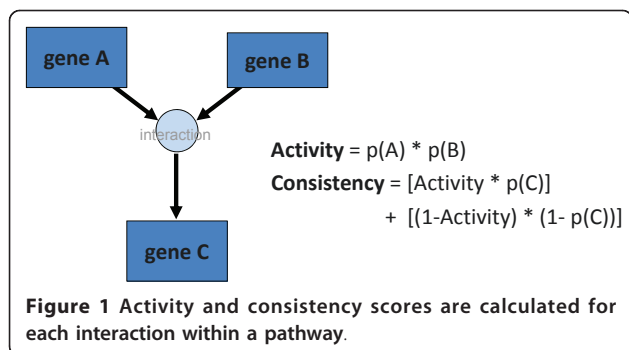 gene A
gene B
interaction
Activity = p(A) * p(B)
Consistency = [Activity * p(C)]
+ [(1-Activity) * (1- p(C))]
gene C
Figure 1 Activity and consistency scores are calculated for
each interaction within a pathway.